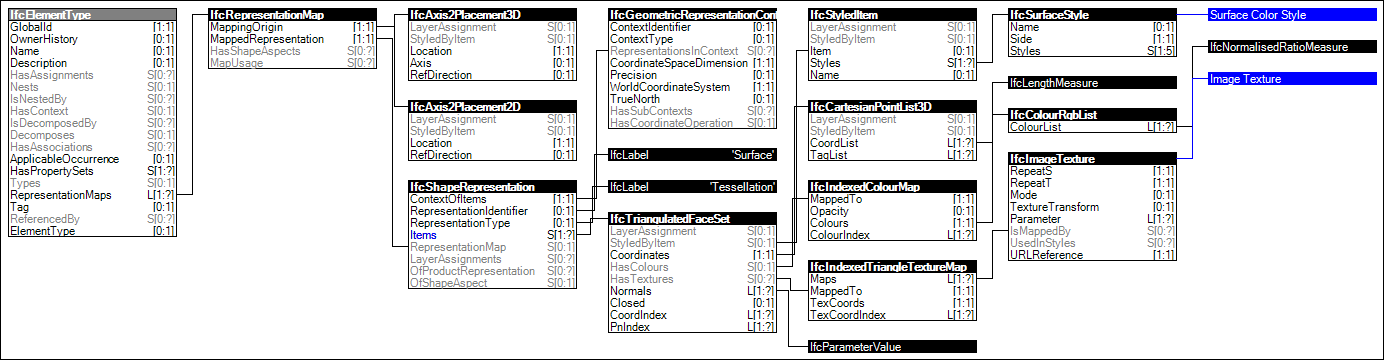 IfcElementType
GlobalId [1:1]
OwnerHistory [0:1]
Name [0:1]
Description [0:1]
HasAssignments S[0:?]
Nests S[0:1]
IsNestedBy S[0:?]
HasContext S[0:1]
IsDecomposedBy S[0:?]
Decomposes S[0:1]
HasAssociations S[0:?]
ApplicableOccurrence [0:1]
HasPropertySets S[1:?]
Types S[0:1]
RepresentationMaps L[1:?]
Tag [0:1]
ReferencedBy S[0:?]
ElementType [0:1]
IfcRepresentationMap
MappingOrigin [1:1]
MappedRepresentation [1:1]
HasShapeAspects S[0:?]
MapUsage S[0:?]
IfcAxis2Placement3D
LayerAssignment S[0:1]
StyledByItem S[0:1]
Location [1:1]
Axis [0:1]
RefDirection [0:1]
IfcAxis2Placement2D
LayerAssignment S[0:1]
StyledByItem S[0:1]
Location [1:1]
RefDirection [0:1]
IfcShapeRepresentation
ContextOfItems [1:1]
RepresentationIdentifier [0:1]
RepresentationType [0:1]
Items S[1:?]
RepresentationMap S[0:1]
LayerAssignments S[0:?]
OfProductRepresentation S[0:1]
OfShapeAspect S[0:1]
IfcGeometricRepresentationCont
ContextIdentifier [0:1]
ContextType [0:1]
RepresentationsInContext S[0:?]
CoordinateSpaceDimension [1:1]
Precision [0:1]
WorldCoordinateSystem [1:1]
TrueNorth [0:1]
HasSubContexts S[0:?]
HasCoordinateOperation S[0:1]
IfcLabel 'Surface'
IfcLabel 'Tessellation'
IfcTriangulatedFaceSet
LayerAssignment S[0:1]
StyledByItem S[0:1]
Coordinates [1:1]
HasColours S[0:1]
HasTextures S[0:?]
Normals L[1:?]
Closed [0:1]
CoordIndex L[1:?]
PnIndex L[1:?]
IfcStyledItem
LayerAssignment S[0:1]
StyledByItem S[0:1]
Item [0:1]
Styles S[1:?]
Name [0:1]
IfcCartesianPointList3D
LayerAssignment S[0:1]
StyledByItem S[0:1]
CoordList L[1:?]
TagList L[1:?]
IfcIndexedColourMap
MappedTo [1:1]
Opacity [0:1]
Colours [1:1]
ColourIndex L[1:?]
IfcIndexedTriangleTextureMap
Maps L[1:?]
MappedTo [1:1]
TexCoords [1:1]
TexCoordIndex L[1:?]
IfcParameterValue
IfcSurfaceStyle
Name [0:1]
Side [1:1]
Styles S[1:5]
IfcLengthMeasure
IfcColourRgbList
ColourList L[1:?]
IfcImageTexture
RepeatS [1:1]
RepeatT [1:1]
Mode [0:1]
TextureTransform [0:1]
Parameter L[1:?]
IsMappedBy S[0:?]
UsedInStyles S[0:?]
URLReference [1:1]
Surface Color Style
IfcNormalisedRatioMeasure
Image Texture